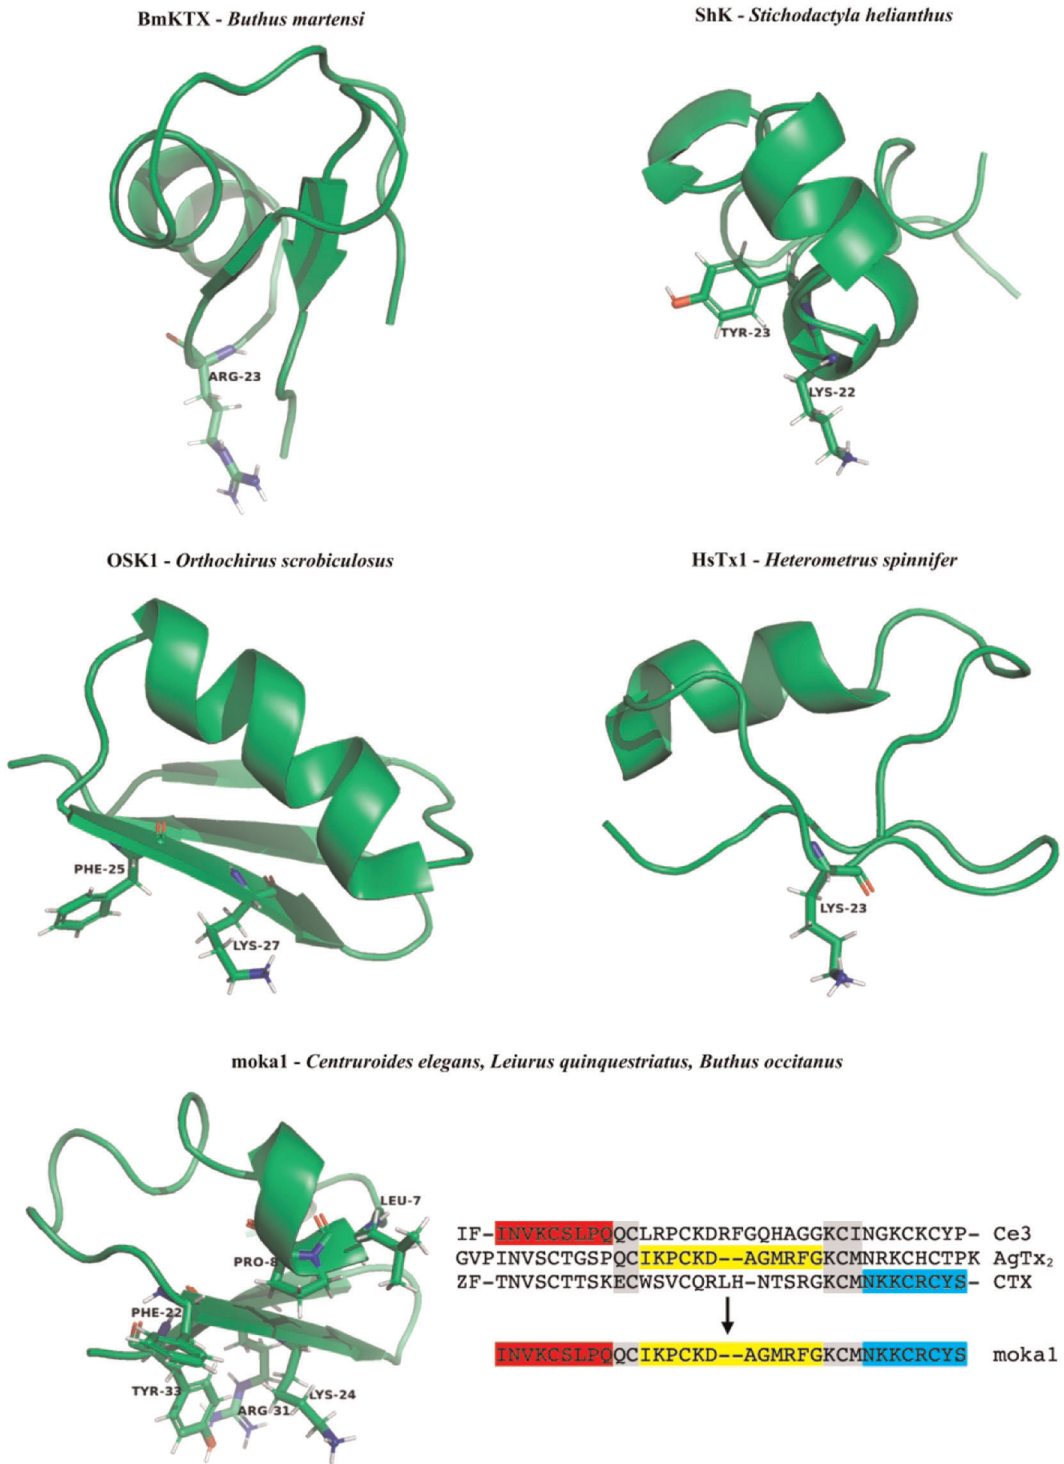 BmKTX - Buthus martensi
ShK - Stichodactyla helianthus
ARG-23
TYR-23
LYS-22
OSK1 - Orthochirus scrobiculosus
HsTx1 - Heterometrus spinnifer
PHE-25
LYS-27
LYS-23
moka1 - Centruroides elegans, Leiurus quinquestriatus, Buthus occitanus
LEU-7
PRO-8
PHE-22
TYR-33
ARG-31
LYS-24
IF-INVKCSLPQQCLRPCKDRFGQHAGGKCINGKCKCYP- Ce3
GVPINVSCTGSPQCIKPCKD--AGMRFGKCMNRKCHCTPK AgTx₂
ZF-TNVSCTTSKECWSVCQRLH-NTSRGKCMNKKCRCYS- CTX
INVKCSLPQQCIKPCKD--AGMRFGKCMNKKCRCYS moka1